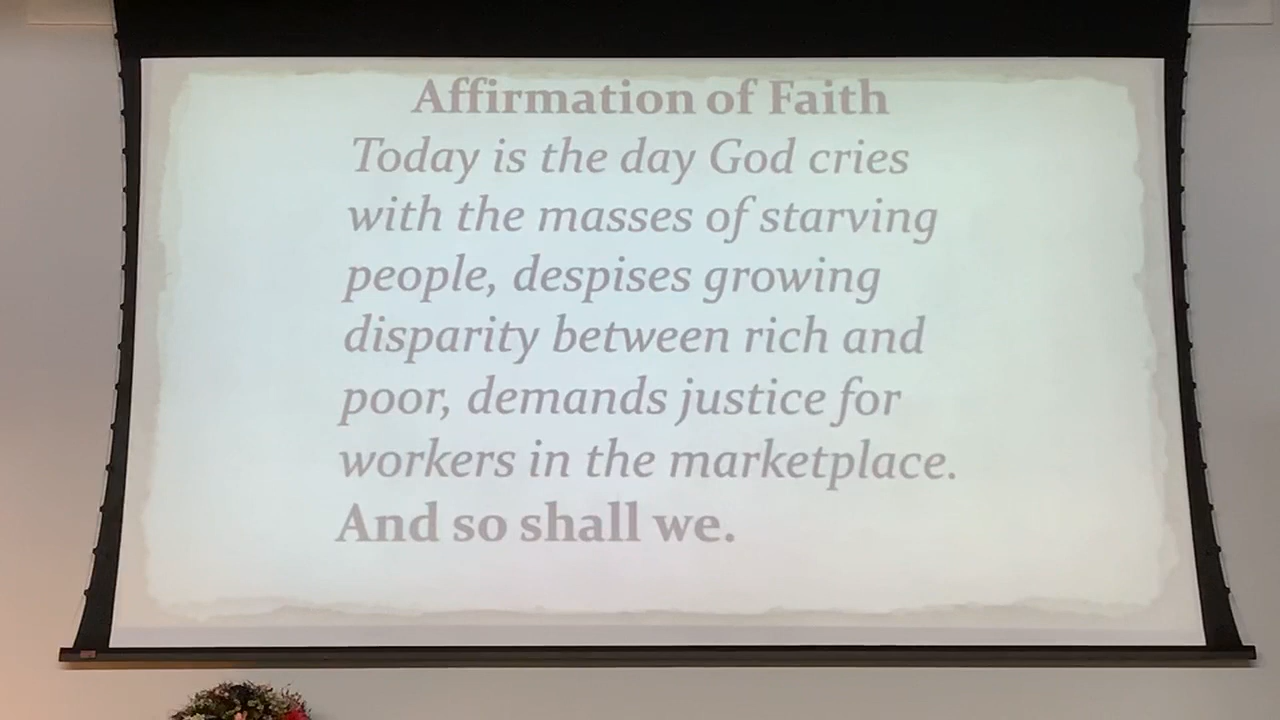 Affirmation of Faith
Today is the day God cries
with the masses of starving
people, despises growing
disparity between rich and
poor, demands justice for
workers in the marketplace.
And so shall we.